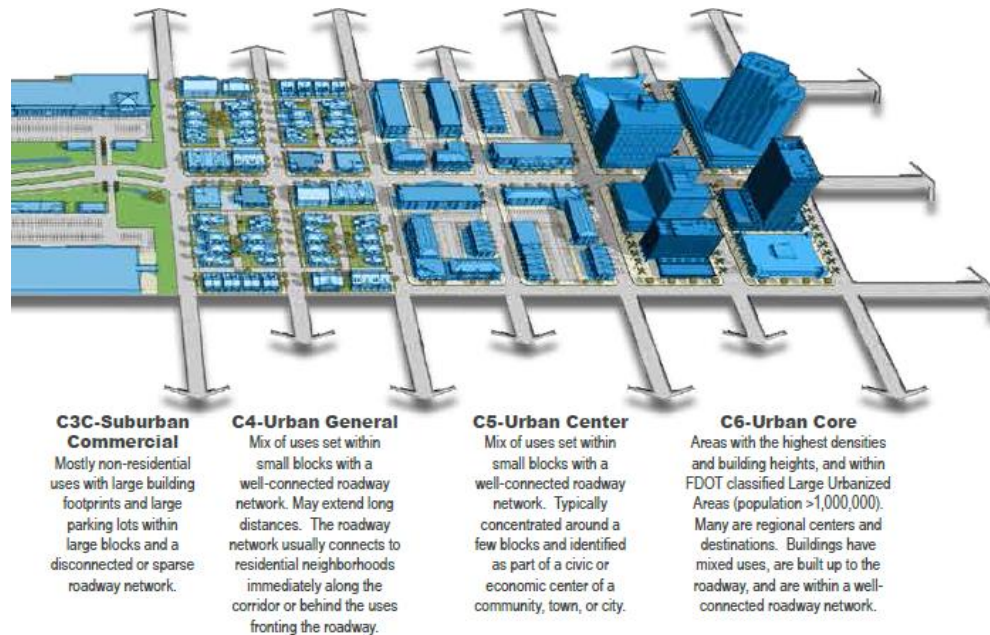 C3C-Suburban
Commercial
Mostly non-residential
uses with large building
footprints and large
parking lots within
large blocks and a
disconnected or sparse
roadway network.
C4-Urban General
Mix of uses set within
small blocks with a
well-connected roadway
network. May extend long
distances. The roadway
network usually connects to
residential neighborhoods
immediately along the
corridor or behind the uses
fronting the roadway.
C5-Urban Center
Mix of uses set within
small blocks with a
well-connected roadway
network. Typically
concentrated around a
few blocks and identified
as part of a civic or
economic center of a
community, town, or city.
C6-Urban Core
Areas with the highest densities
and building heights, and within
FDOT classified Large Urbanized
Areas (population >1,000,000).
Many are regional centers and
destinations. Buildings have
mixed uses, are built up to the
roadway, and are within a well-
connected roadway network.